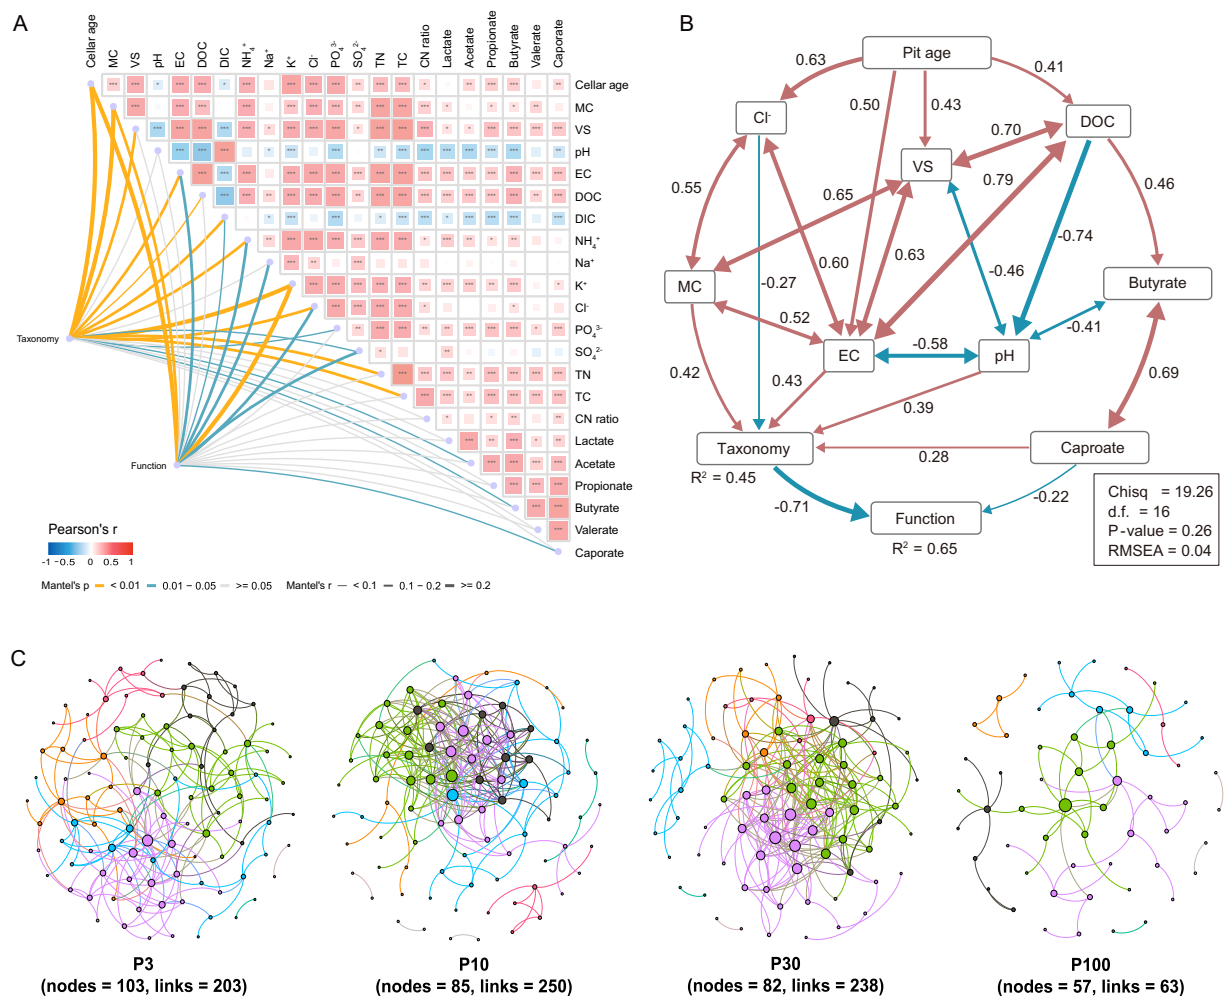 A
Cellar age
MC
VS
pH
EC
DOC
DIC
NH₄⁺
Na⁺
K⁺
Cl⁻
PO₄³⁻
SO₄²⁻
TN
TC
CN ratio
Lactate
Acetate
Propionate
Butyrate
Valerate
Caporate
Cellar age
MC
VS
pH
EC
DOC
DIC
NH₄⁺
Na⁺
K⁺
Cl⁻
PO₄³⁻
SO₄²⁻
TN
TC
CN ratio
Lactate
Acetate
Propionate
Butyrate
Valerate
Caporate
Taxonomy
Function
Pearson's r
-1 -0.5 0 0.5 1
Mantel's p < 0.01 0.01 − 0.05 >= 0.05 Mantel's r < 0.1 0.1 − 0.2 >= 0.2
B
Pit age
0.63
0.41
0.50
0.43
Cl⁻
DOC
0.70
VS
0.55
0.65
0.79
0.46
-0.74
0.60
0.63
-0.46
MC
-0.27
Butyrate
0.52
-0.41
EC
-0.58
pH
0.42
0.43
0.39
0.69
Taxonomy
0.28
Caproate
R² = 0.45
-0.71
-0.22
Function
R² = 0.65
Chisq = 19.26
d.f. = 16
P-value = 0.26
RMSEA = 0.04
C
P3
(nodes = 103, links = 203)
P10
(nodes = 85, links = 250)
P30
(nodes = 82, links = 238)
P100
(nodes = 57, links = 63)